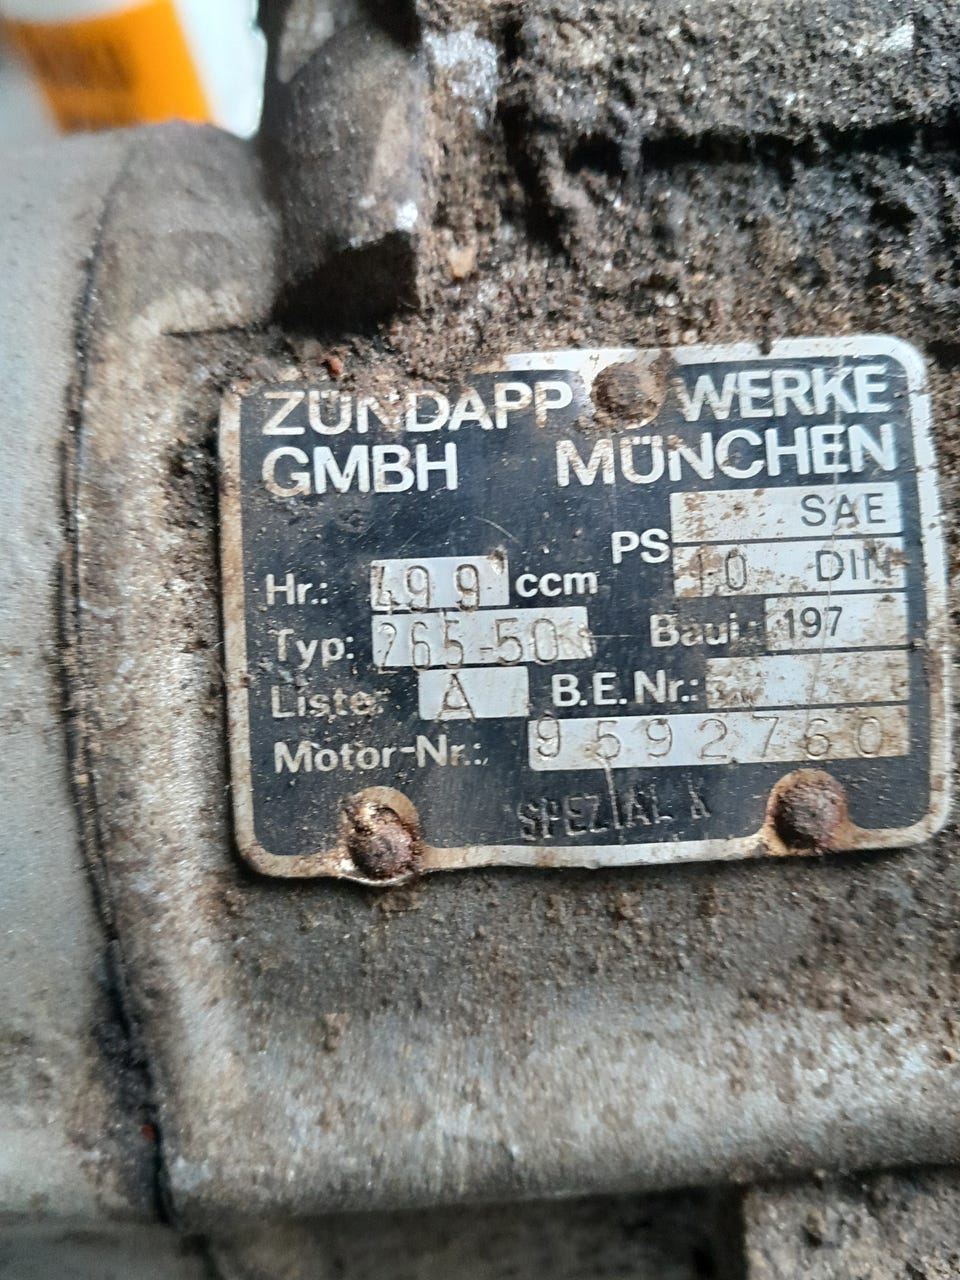 ZÜNDAPP WERKE
GMBH MÜNCHEN
PS SAE
10 DIN
Hr.: 499 ccm
Typ: 265-50 Bauj.: 197
Liste: A B.E.Nr.:
Motor-Nr.: 9592760
SPEZIAL K